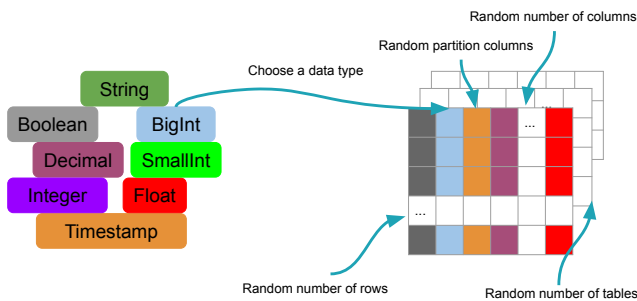 Random number of columns
Random partition columns
Choose a data type
String
Boolean
BigInt
Decimal
SmallInt
Integer
Float
Timestamp
...
...
...
Random number of rows
Random number of tables